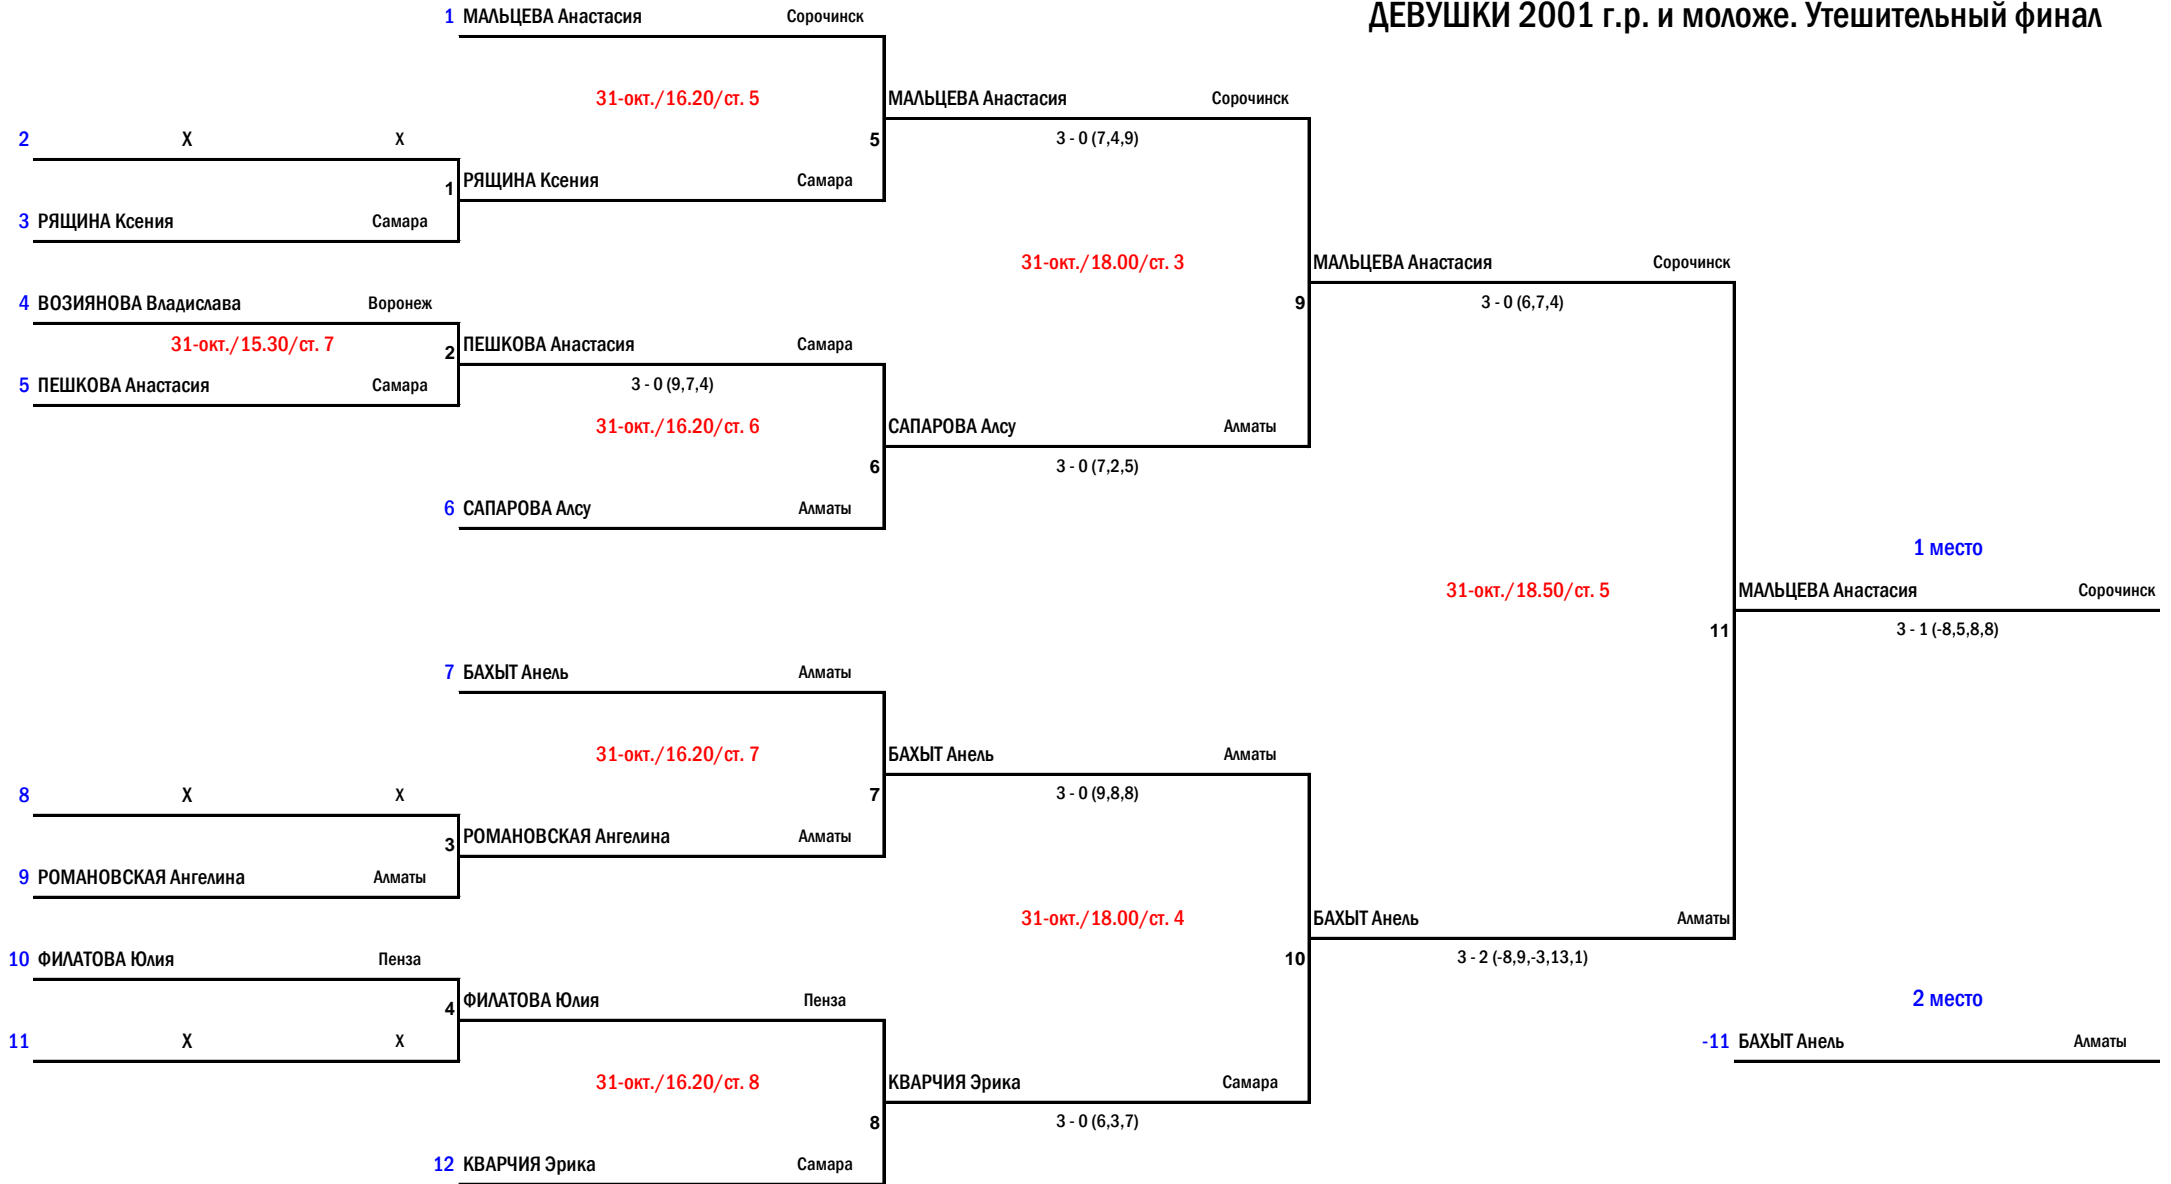 ДЕВУШКИ 2001 г.р. и моложе. Утешительный финал
1 МАЛЬЦЕВА Анастасия Сорочинск
31-окт./16.20/ст. 5
МАЛЬЦЕВА Анастасия Сорочинск
2 X X
5
3 - 0 (7,4,9)
1
РЯЩИНА Ксения Самара
3 РЯЩИНА Ксения Самара
31-окт./18.00/ст. 3
МАЛЬЦЕВА Анастасия Сорочинск
4 ВОЗИЯНОВА Владислава Воронеж
9
3 - 0 (6,7,4)
31-окт./15.30/ст. 7
2
ПЕШКОВА Анастасия Самара
5 ПЕШКОВА Анастасия Самара
3 - 0 (9,7,4)
31-окт./16.20/ст. 6
САПАРОВА Алсу Алматы
6
3 - 0 (7,2,5)
6 САПАРОВА Алсу Алматы
1 место
31-окт./18.50/ст. 5
МАЛЬЦЕВА Анастасия Сорочинск
11
3 - 1 (-8,5,8,8)
7 БАХЫТ Анель Алматы
31-окт./16.20/ст. 7
БАХЫТ Анель Алматы
8 X X
7
3 - 0 (9,8,8)
3
РОМАНОВСКАЯ Ангелина Алматы
9 РОМАНОВСКАЯ Ангелина Алматы
31-окт./18.00/ст. 4
БАХЫТ Анель Алматы
10 ФИЛАТОВА Юлия Пенза
10
3 - 2 (-8,9,-3,13,1)
4
ФИЛАТОВА Юлия Пенза
2 место
11 X X
-11 БАХЫТ Анель Алматы
31-окт./16.20/ст. 8
КВАРЧИЯ Эрика Самара
8
3 - 0 (6,3,7)
12 КВАРЧИЯ Эрика Самара